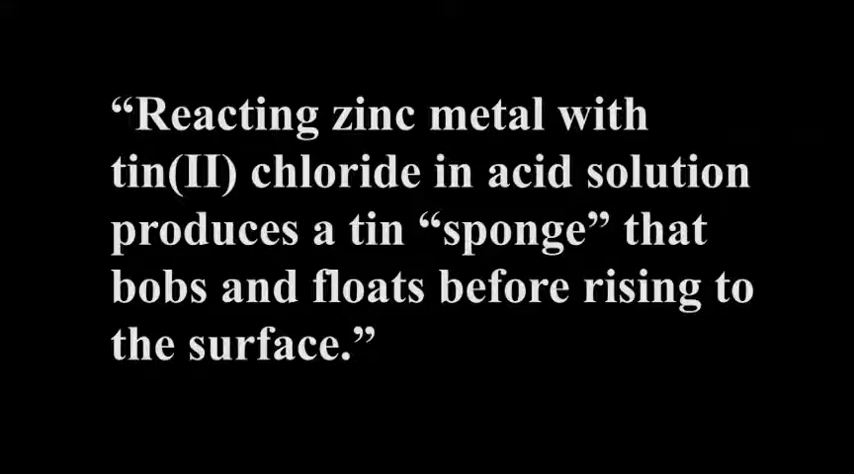 “Reacting zinc metal with
tin(II) chloride in acid solution
produces a tin “sponge” that
bobs and floats before rising to
the surface.”